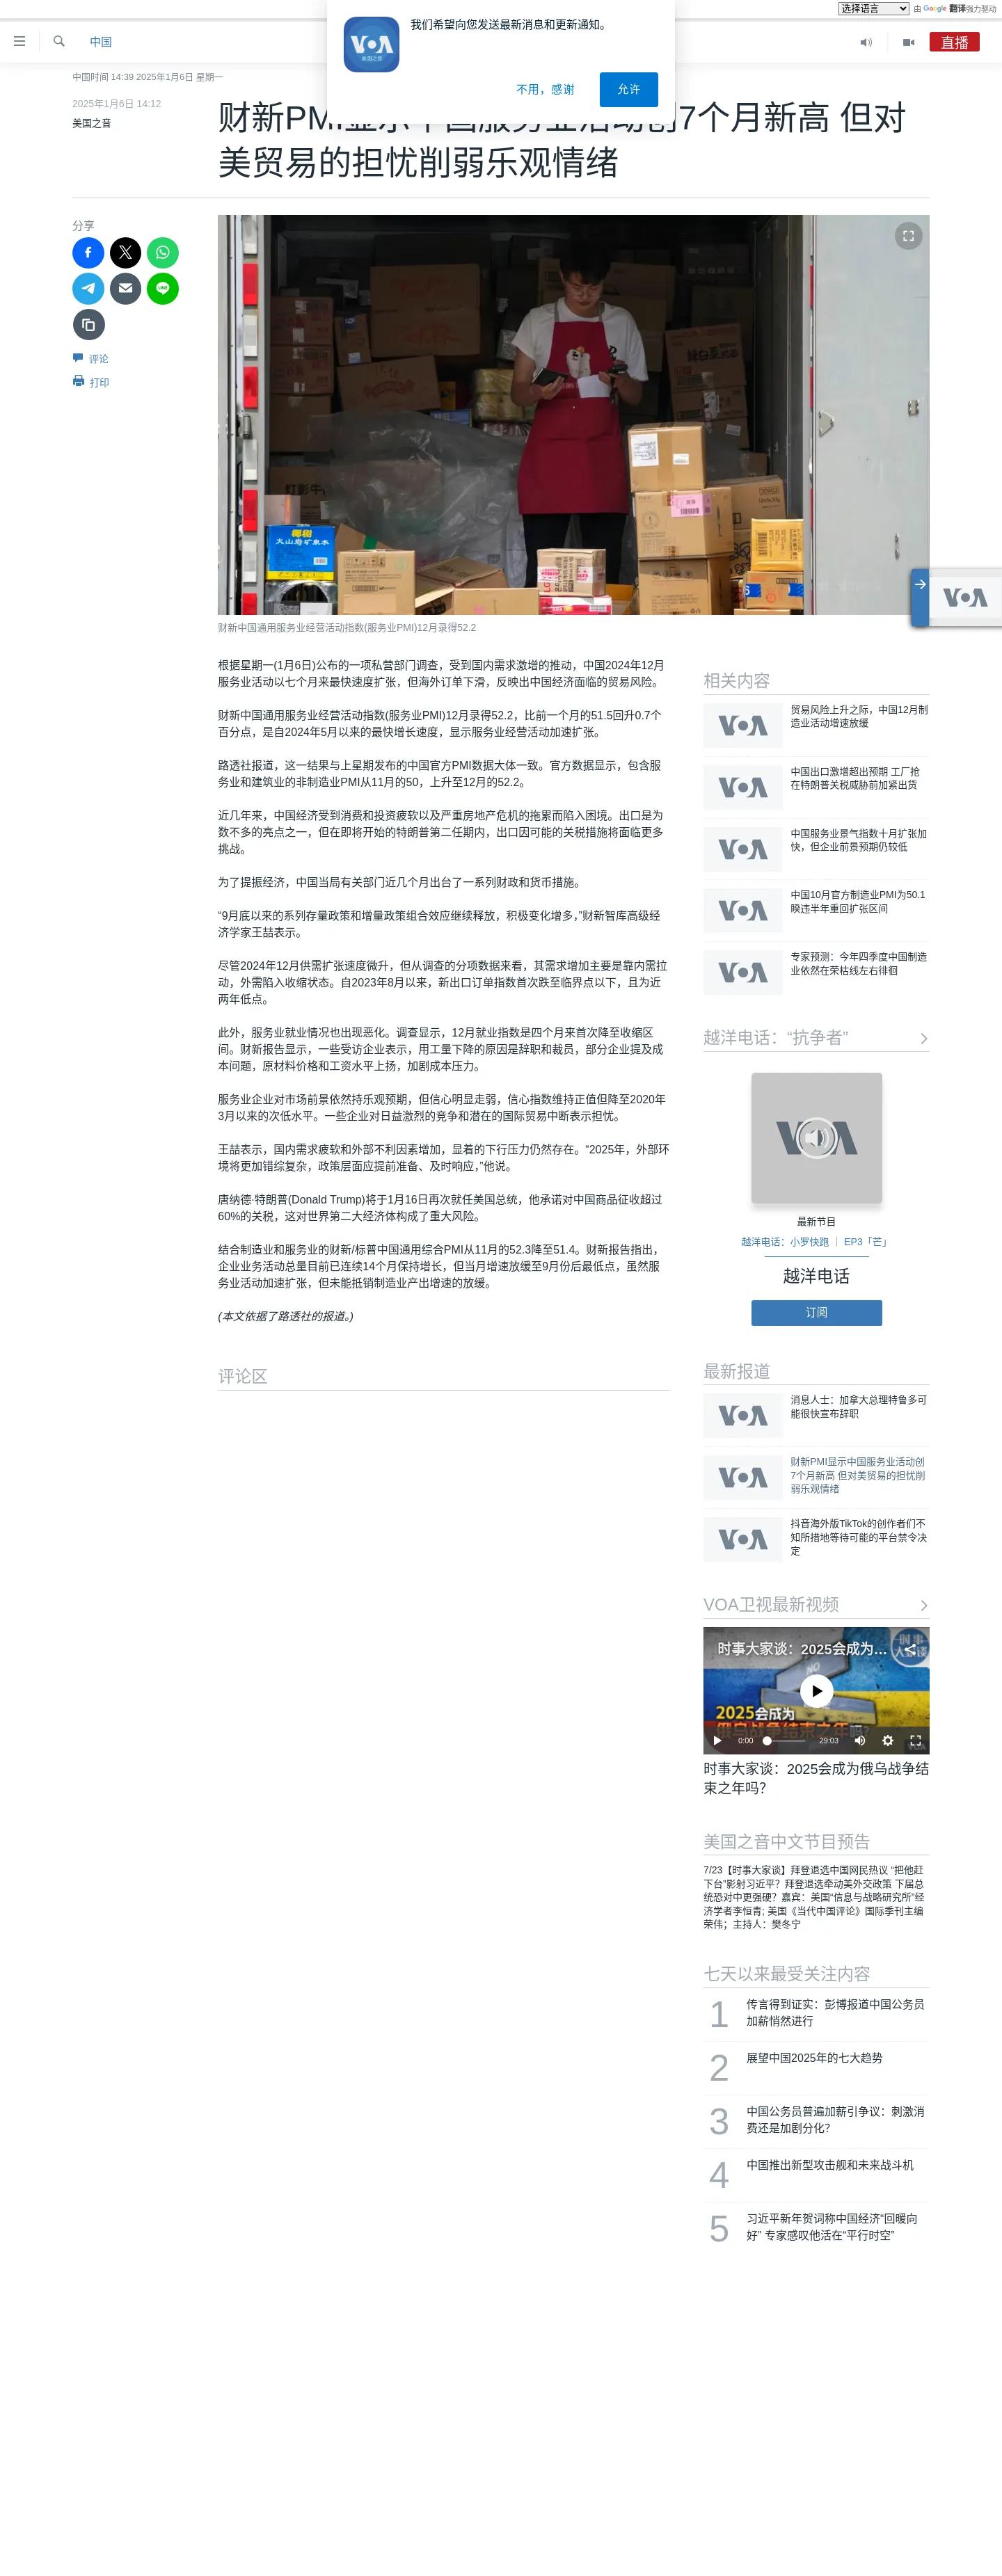 选择语言
由 Google 翻译强力驱动
我们希望向您发送最新消息和更新通知。
VOA
美国之音
不用，感谢
允许
中国
直播
中国时间 14:39 2025年1月6日 星期一
2025年1月6日 14:12
美国之音
财新PMI显示中国服务业活动创7个月新高 但对
美贸易的担忧削弱乐观情绪
分享
评论
打印
辣白菜
灯影牛
椰树
火山岩矿泉水
VOA
财新中国通用服务业经营活动指数(服务业PMI)12月录得52.2
根据星期一(1月6日)公布的一项私营部门调查，受到国内需求激增的推动，中国2024年12月
服务业活动以七个月来最快速度扩张，但海外订单下滑，反映出中国经济面临的贸易风险。
财新中国通用服务业经营活动指数(服务业PMI)12月录得52.2，比前一个月的51.5回升0.7个
百分点，是自2024年5月以来的最快增长速度，显示服务业经营活动加速扩张。
路透社报道，这一结果与上星期发布的中国官方PMI数据大体一致。官方数据显示，包含服
务业和建筑业的非制造业PMI从11月的50，上升至12月的52.2。
近几年来，中国经济受到消费和投资疲软以及严重房地产危机的拖累而陷入困境。出口是为
数不多的亮点之一，但在即将开始的特朗普第二任期内，出口因可能的关税措施将面临更多
挑战。
为了提振经济，中国当局有关部门近几个月出台了一系列财政和货币措施。
“9月底以来的系列存量政策和增量政策组合效应继续释放，积极变化增多，”财新智库高级经
济学家王喆表示。
尽管2024年12月供需扩张速度微升，但从调查的分项数据来看，其需求增加主要是靠内需拉
动，外需陷入收缩状态。自2023年8月以来，新出口订单指数首次跌至临界点以下，且为近
两年低点。
此外，服务业就业情况也出现恶化。调查显示，12月就业指数是四个月来首次降至收缩区
间。财新报告显示，一些受访企业表示，用工量下降的原因是辞职和裁员，部分企业提及成
本问题，原材料价格和工资水平上扬，加剧成本压力。
服务业企业对市场前景依然持乐观预期，但信心明显走弱，信心指数维持正值但降至2020年
3月以来的次低水平。一些企业对日益激烈的竞争和潜在的国际贸易中断表示担忧。
王喆表示，国内需求疲软和外部不利因素增加，显着的下行压力仍然存在。“2025年，外部环
境将更加错综复杂，政策层面应提前准备、及时响应，”他说。
唐纳德·特朗普(Donald Trump)将于1月16日再次就任美国总统，他承诺对中国商品征收超过
60%的关税，这对世界第二大经济体构成了重大风险。
结合制造业和服务业的财新/标普中国通用综合PMI从11月的52.3降至51.4。财新报告指出，
企业业务活动总量目前已连续14个月保持增长，但当月增速放缓至9月份后最低点，虽然服
务业活动加速扩张，但未能抵销制造业产出增速的放缓。
(本文依据了路透社的报道。)
评论区
相关内容
VOA
贸易风险上升之际，中国12月制
造业活动增速放缓
VOA
中国出口激增超出预期 工厂抢
在特朗普关税威胁前加紧出货
VOA
中国服务业景气指数十月扩张加
快，但企业前景预期仍较低
VOA
中国10月官方制造业PMI为50.1
暌违半年重回扩张区间
VOA
专家预测：今年四季度中国制造
业依然在荣枯线左右徘徊
越洋电话：“抗争者”
VOA
最新节目
越洋电话：小罗快跑 ｜ EP3「芒」
越洋电话
订阅
最新报道
VOA
消息人士：加拿大总理特鲁多可
能很快宣布辞职
VOA
财新PMI显示中国服务业活动创
7个月新高 但对美贸易的担忧削
弱乐观情绪
VOA
抖音海外版TikTok的创作者们不
知所措地等待可能的平台禁令决
定
VOA卫视最新视频
时事大家谈：2025会成为...
时事
大家谈
NO
2025会成为
俄乌战争结束之年吗?
0:00
29:03
时事大家谈：2025会成为俄乌战争结
束之年吗？
美国之音中文节目预告
7/23【时事大家谈】拜登退选中国网民热议 “把他赶
下台”影射习近平？拜登退选牵动美外交政策 下届总
统恐对中更强硬？嘉宾：美国“信息与战略研究所”经
济学者李恒青; 美国《当代中国评论》国际季刊主编
荣伟；主持人：樊冬宁
七天以来最受关注内容
1
传言得到证实：彭博报道中国公务员
加薪悄然进行
2
展望中国2025年的七大趋势
3
中国公务员普遍加薪引争议：刺激消
费还是加剧分化？
4
中国推出新型攻击舰和未来战斗机
5
习近平新年贺词称中国经济“回暖向
好” 专家感叹他活在“平行时空”